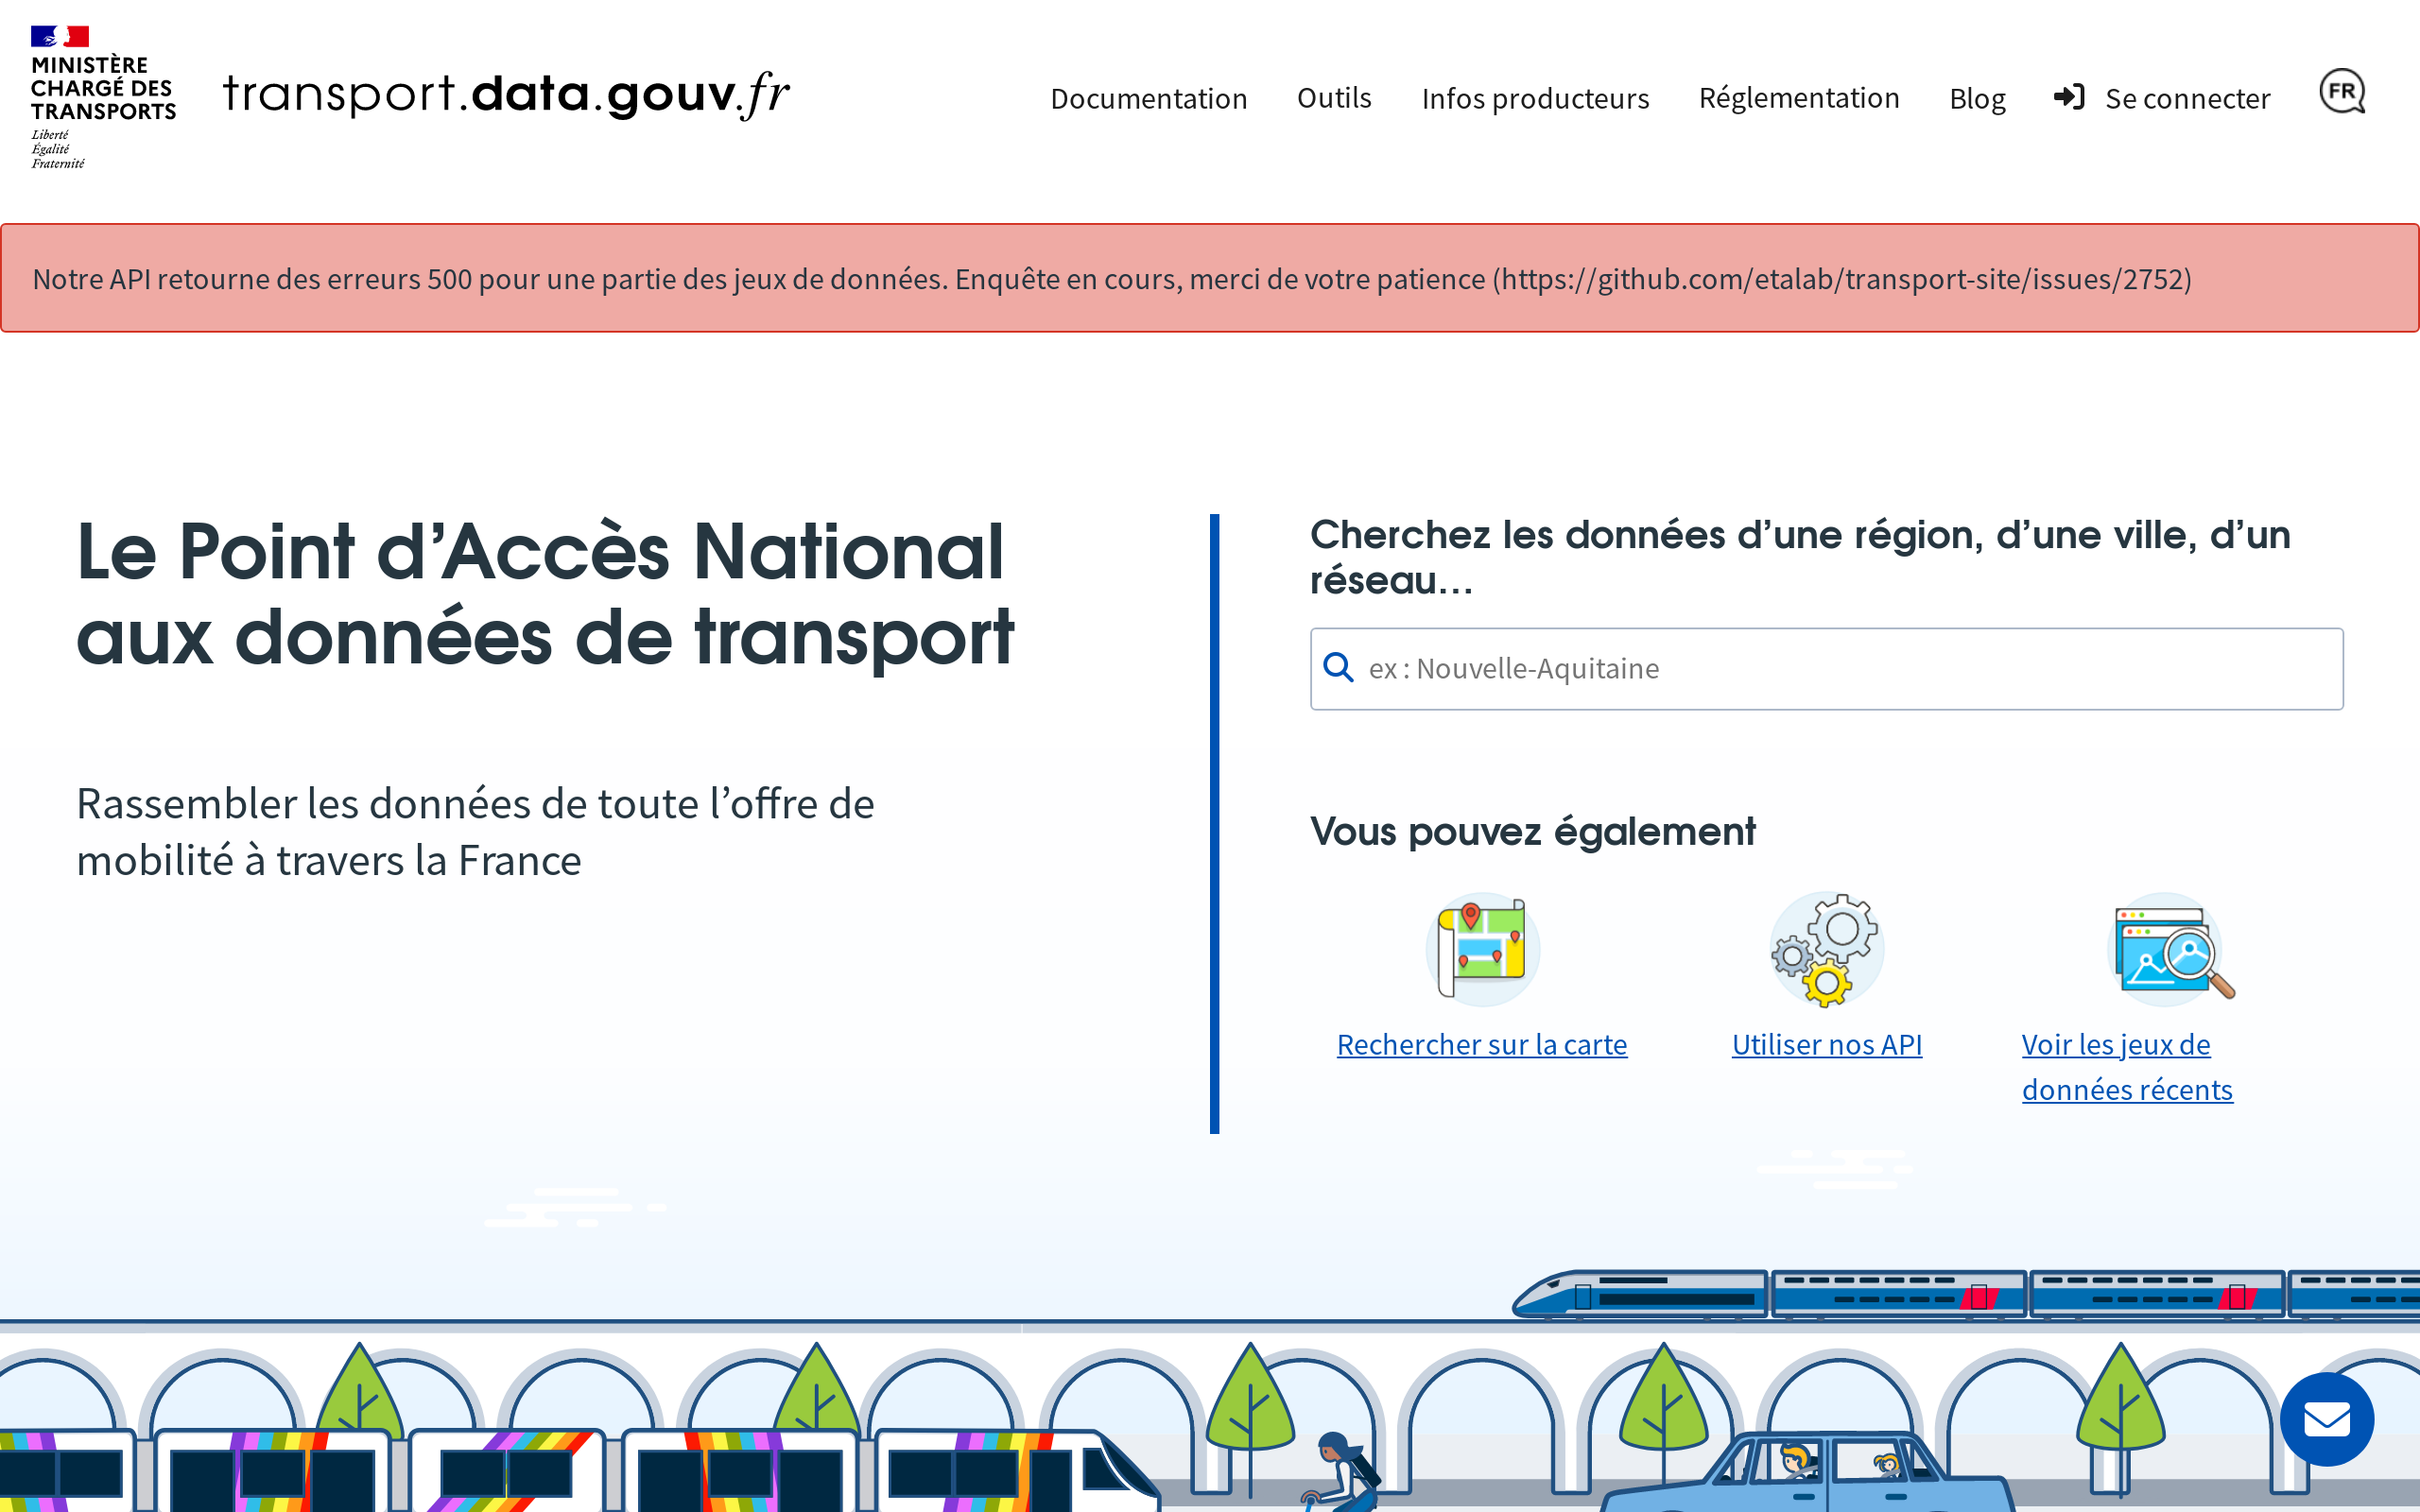 MINISTÈRE
CHARGÉ DES
TRANSPORTS
Liberté
Égalité
Fraternité
transport.data.gouv.fr
Documentation
Outils
Infos producteurs
Réglementation
Blog
Se connecter
FR
Notre API retourne des erreurs 500 pour une partie des jeux de données. Enquête en cours, merci de votre patience (https://github.com/etalab/transport-site/issues/2752)
Le Point d’Accès National
aux données de transport
Rassembler les données de toute l’offre de
mobilité à travers la France
Cherchez les données d’une région, d’une ville, d’un
réseau…
ex : Nouvelle-Aquitaine
Vous pouvez également
Rechercher sur la carte
Utiliser nos API
Voir les jeux de
données récents